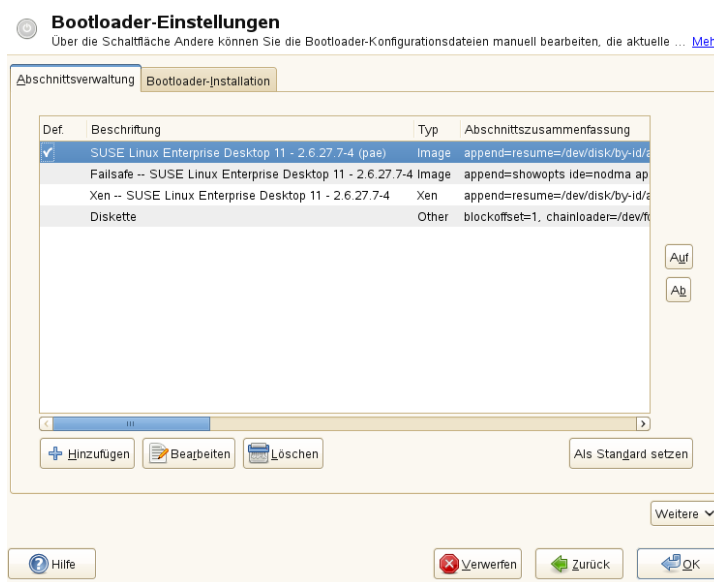 Bootloader-Einstellungen
Über die Schaltfläche Andere können Sie die Bootloader-Konfigurationsdateien manuell bearbeiten, die aktuelle ... Meh
Abschnittsverwaltung Bootloader-Installation
Def. Beschriftung Typ Abschnittszusammenfassung
SUSE Linux Enterprise Desktop 11 - 2.6.27.7-4 (pae) Image append=resume=/dev/disk/by-id/a
Failsafe -- SUSE Linux Enterprise Desktop 11 - 2.6.27.7-4 Image append=showopts ide=nodma ap
Xen -- SUSE Linux Enterprise Desktop 11 - 2.6.27.7-4 Xen append=resume=/dev/disk/by-id/a
Diskette Other blockoffset=1, chainloader=/dev/f
Auf
Ab
Hinzufügen Bearbeiten Löschen Als Standard setzen
Weitere
Hilfe Verwerfen Zurück OK